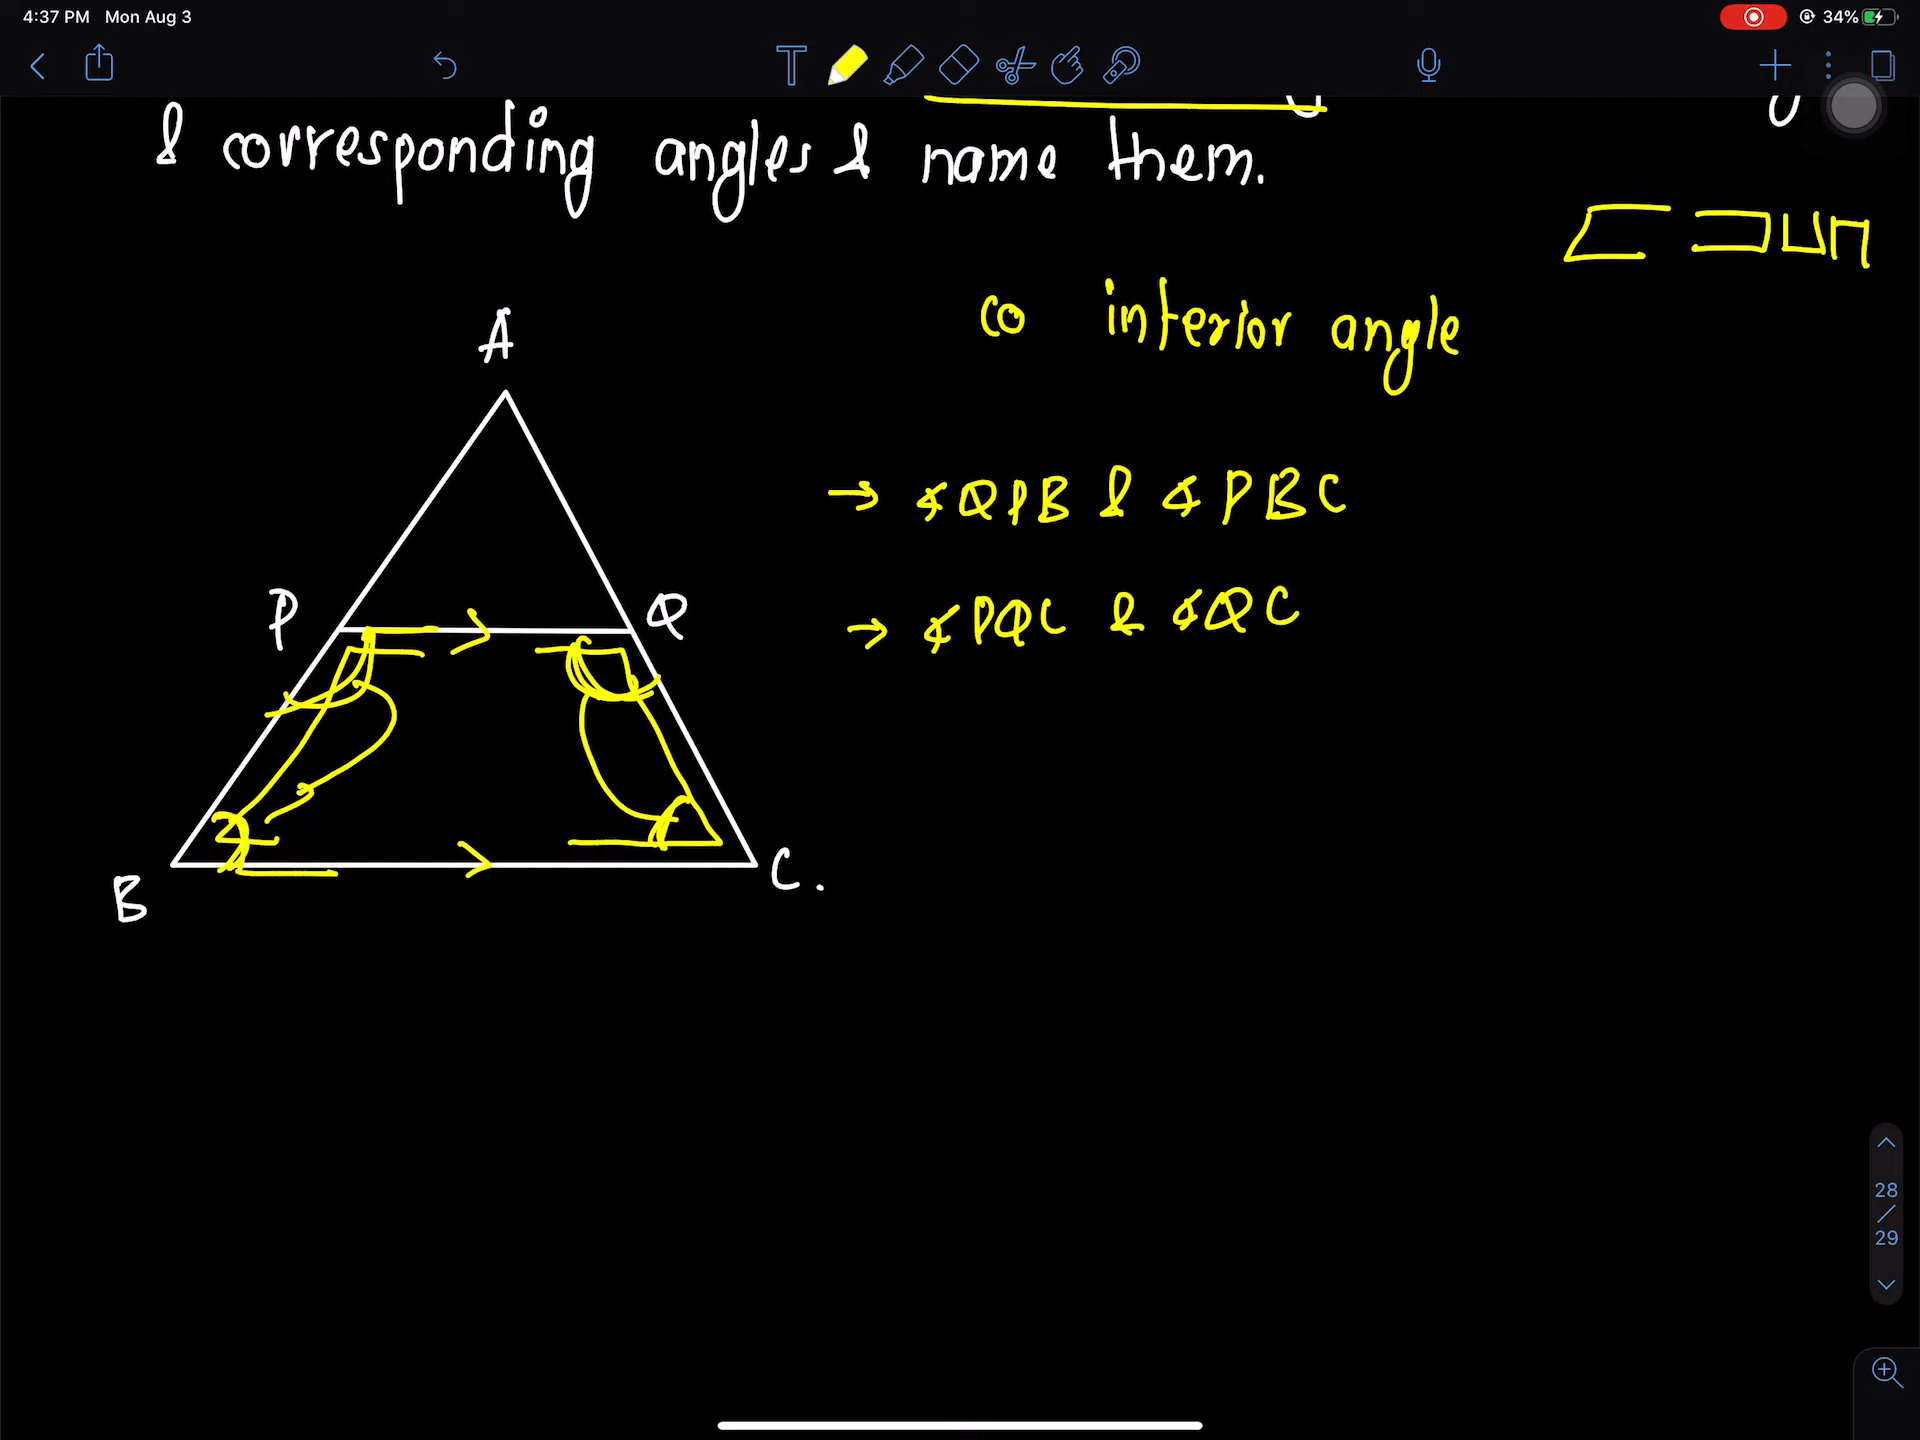 4:37 PM Mon Aug 3
34%
& corresponding angles & name them.
co interior angle
A
→ ∡QPB & ∡PBC
P
Q
→ ∡PQC & ∡QC
B
C.
28
/
29